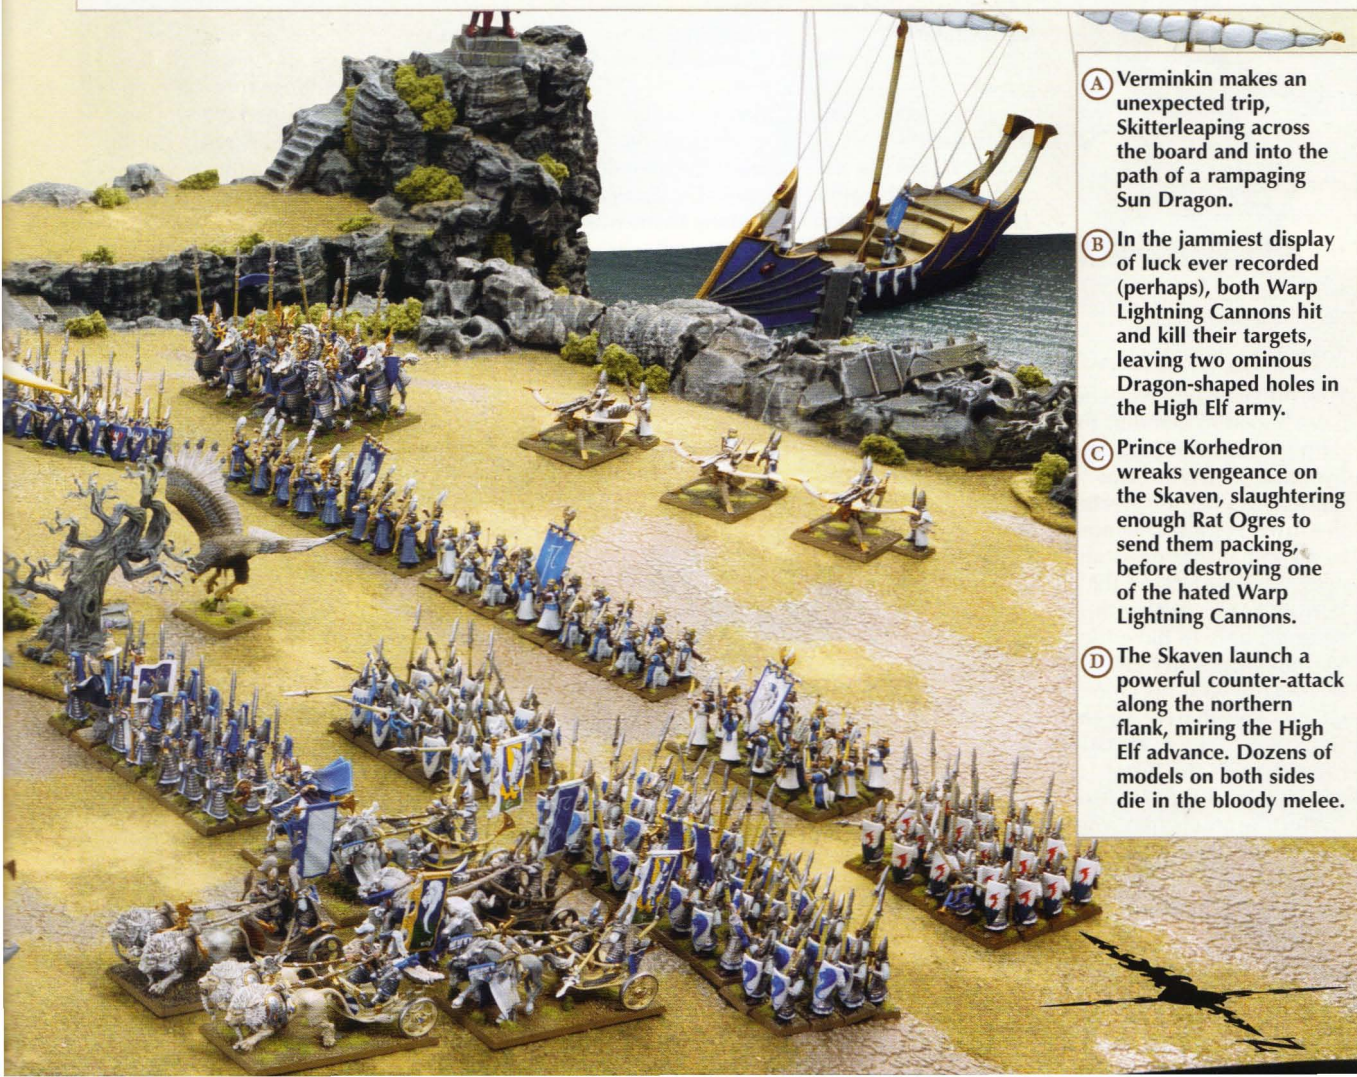 A Verminkin makes an
unexpected trip,
Skitterleaping across
the board and into the
path of a rampaging
Sun Dragon.
B In the jammiest display
of luck ever recorded
(perhaps), both Warp
Lightning Cannons hit
and kill their targets,
leaving two ominous
Dragon-shaped holes in
the High Elf army.
C Prince Korhedron
wreaks vengeance on
the Skaven, slaughtering
enough Rat Ogres to
send them packing,
before destroying one
of the hated Warp
Lightning Cannons.
D The Skaven launch a
powerful counter-attack
along the northern
flank, miring the High
Elf advance. Dozens of
models on both sides
die in the bloody melee.
N